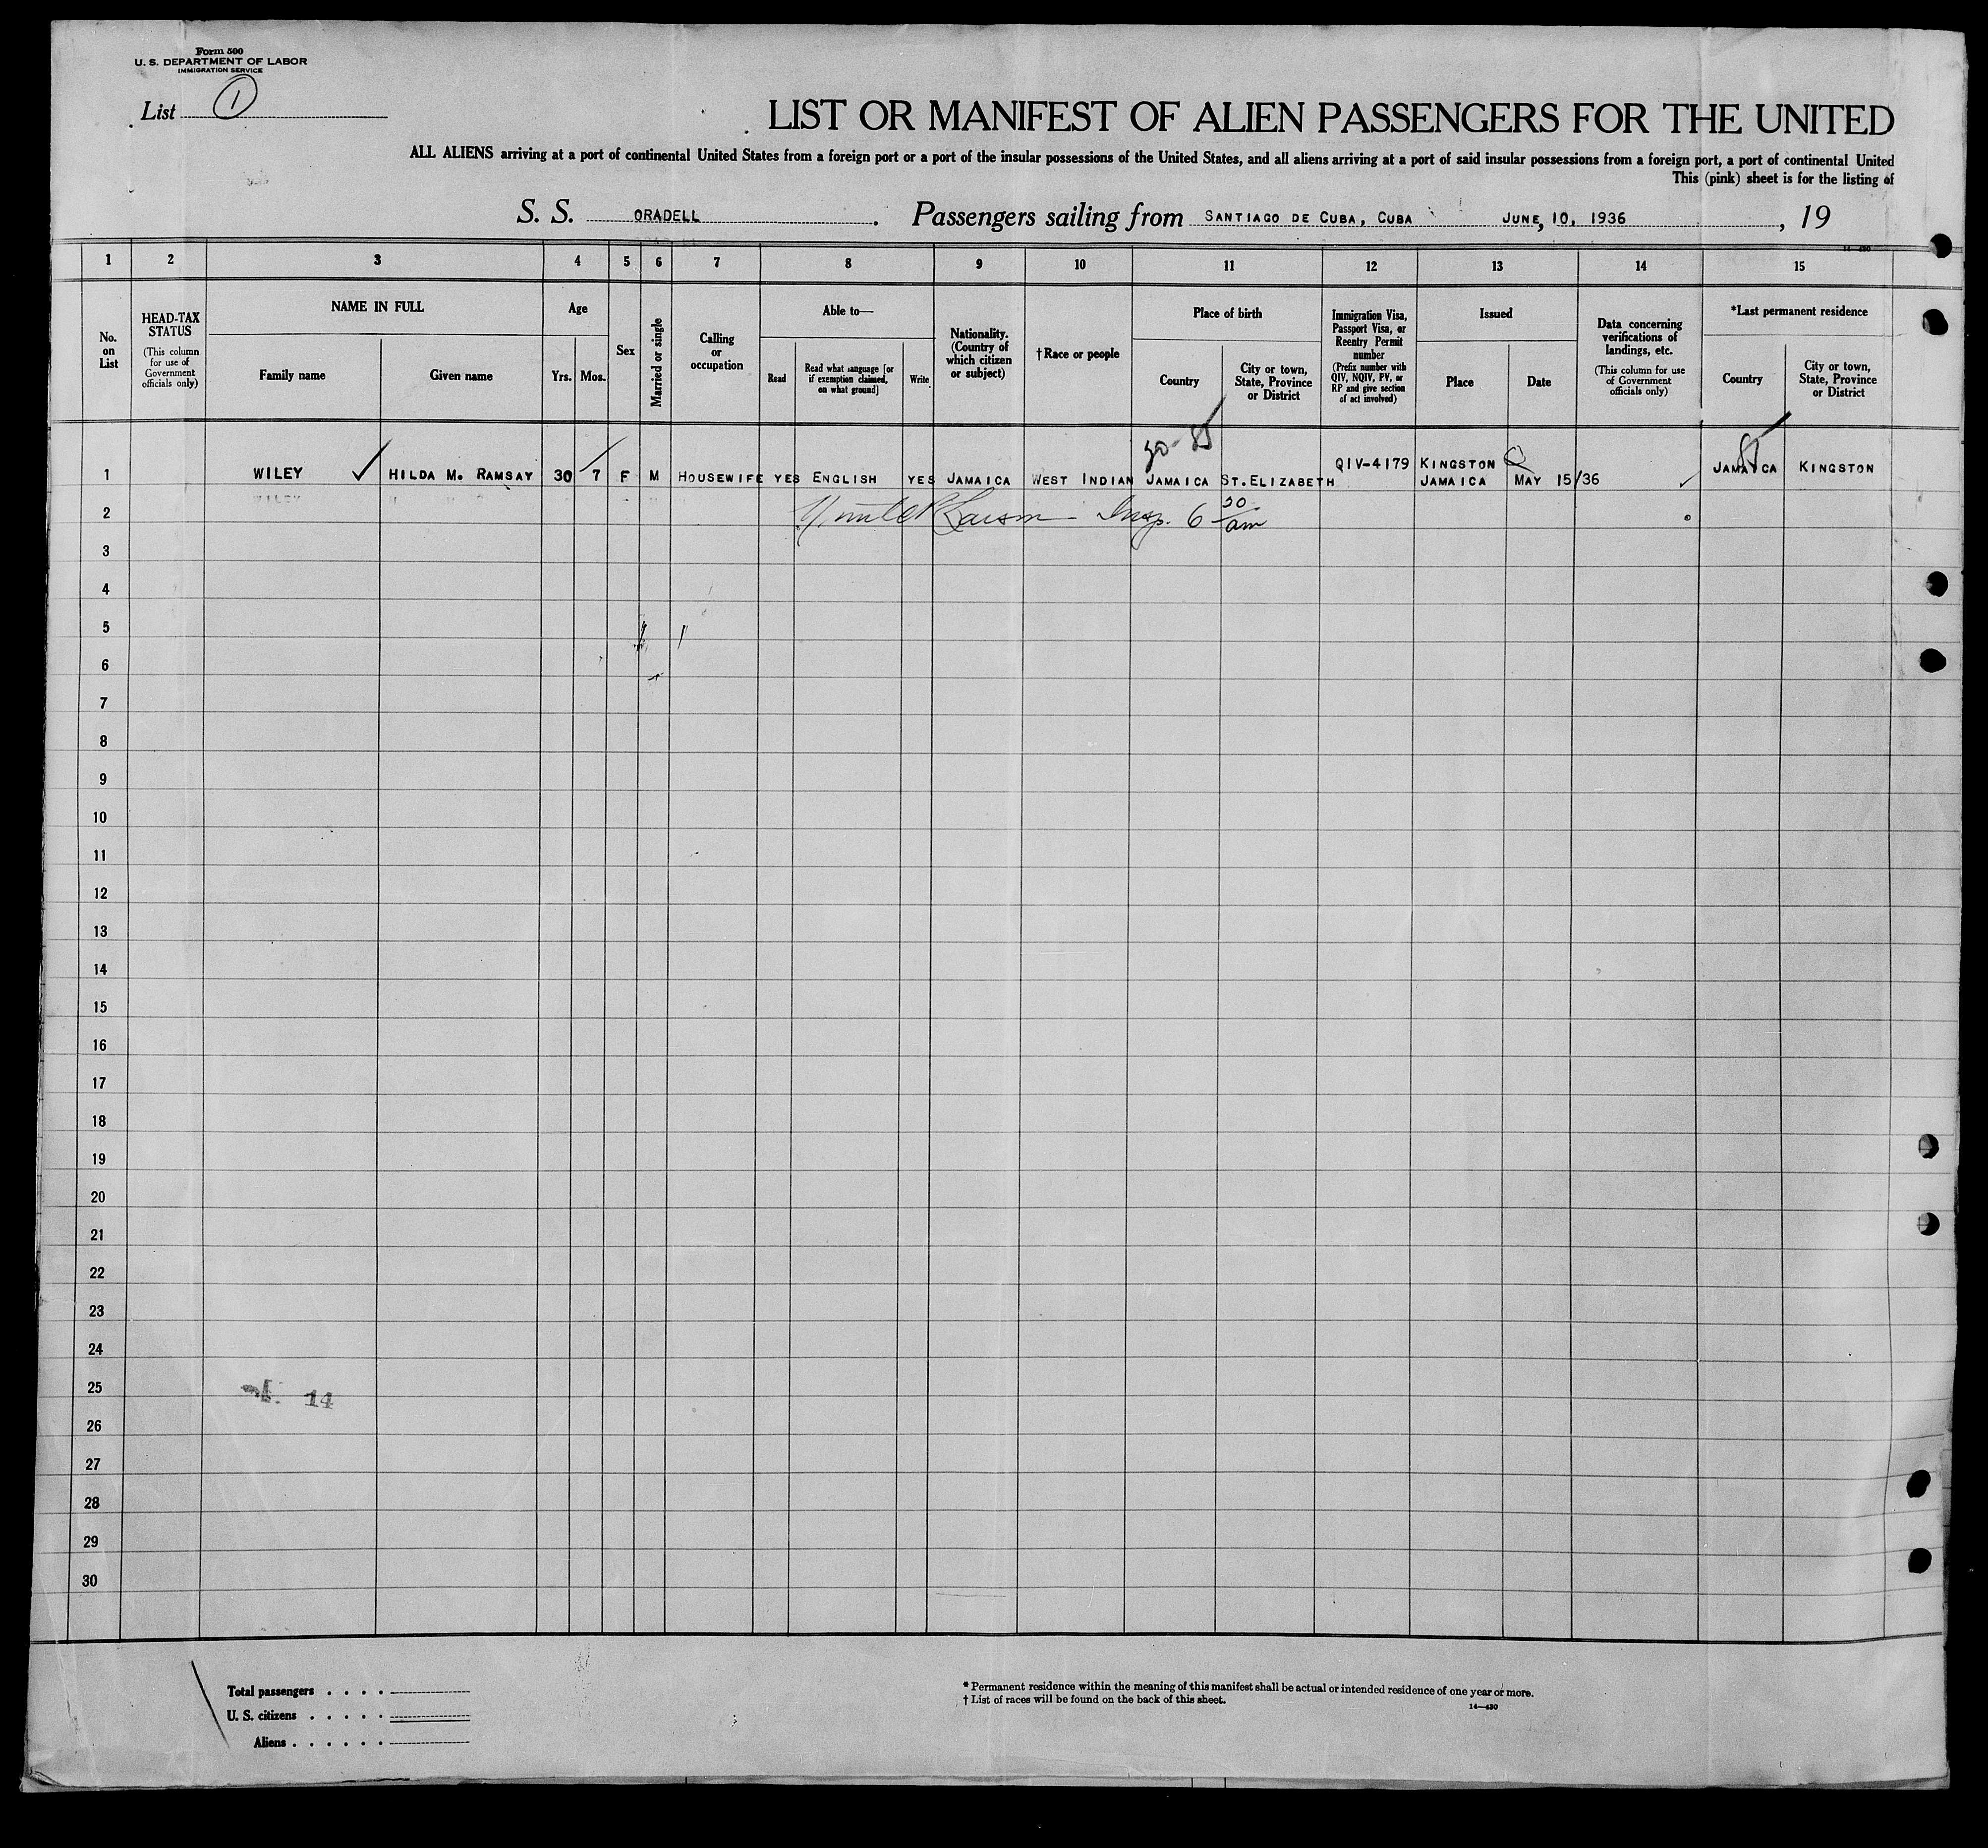 Form 500
U. S. DEPARTMENT OF LABOR
IMMIGRATION SERVICE
List 1
LIST OR MANIFEST OF ALIEN PASSENGERS FOR THE UNITED
ALL ALIENS arriving at a port of continental United States from a foreign port or a port of the insular possessions of the United States, and all aliens arriving at a port of said insular possessions from a foreign port, a port of continental United
This (pink) sheet is for the listing of
S. S. ORADELL. Passengers sailing from SANTIAGO DE CUBA, CUBA JUNE, 10, 1936, 19
14—430
1 2 3 4 5 6 7 8 9 10 11 12 13 14 15
No. on List
HEAD-TAX STATUS
(This column for use of Government officials only)
NAME IN FULL
Family name
Given name
Age
Yrs. Mos.
Sex
Married or single
Calling or occupation
Able to—
Read
Read what language [or if exemption claimed, on what ground]
Write
Nationality. (Country of which citizen or subject)
†Race or people
Place of birth
Country
City or town, State, Province or District
Immigration Visa, Passport Visa, or Reentry Permit number
(Prefix number with QIV, NQIV, PV, or RP and give section of act involved)
Issued
Place
Date
Data concerning verifications of landings, etc.
(This column for use of Government officials only)
*Last permanent residence
Country
City or town, State, Province or District
1 WILEY HILDA M. RAMSAY 30 7 F M HOUSEWIFE YES ENGLISH YES JAMAICA WEST INDIAN JAMAICA ST.ELIZABETH QIV-4179 KINGSTON JAMAICA MAY 15/36 JAMAICA KINGSTON
WILEY
2 Insp. 6 30 am
3
4
5
6
7
8
9
10
11
12
13
14
15
16
17
18
19
20
21
22
23
24
25 14
26
27
28
29
30
Total passengers . . . .
U. S. citizens . . . . .
Aliens . . . . . .
* Permanent residence within the meaning of this manifest shall be actual or intended residence of one year or more.
† List of races will be found on the back of this sheet.
14—430